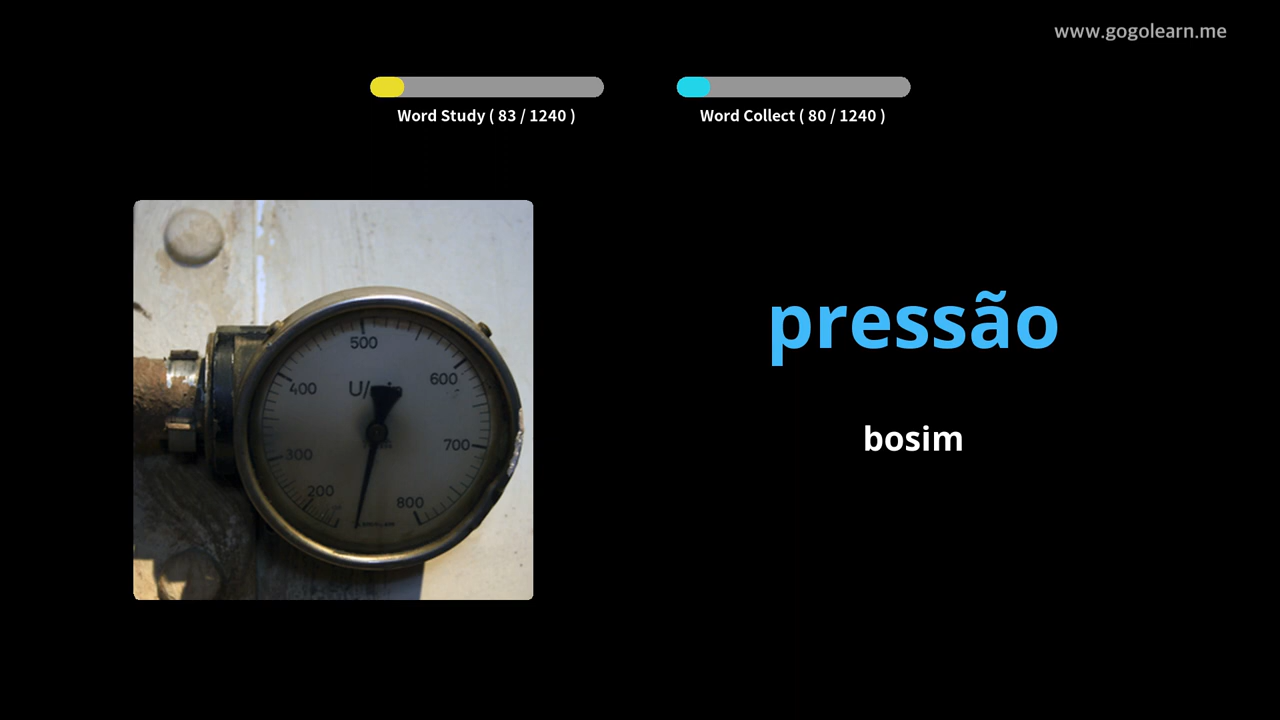 www.gogolearn.me
Word Study ( 83 / 1240 )
Word Collect ( 80 / 1240 )
500
400
600
U/min
300
700
200
800
pressão
bosim